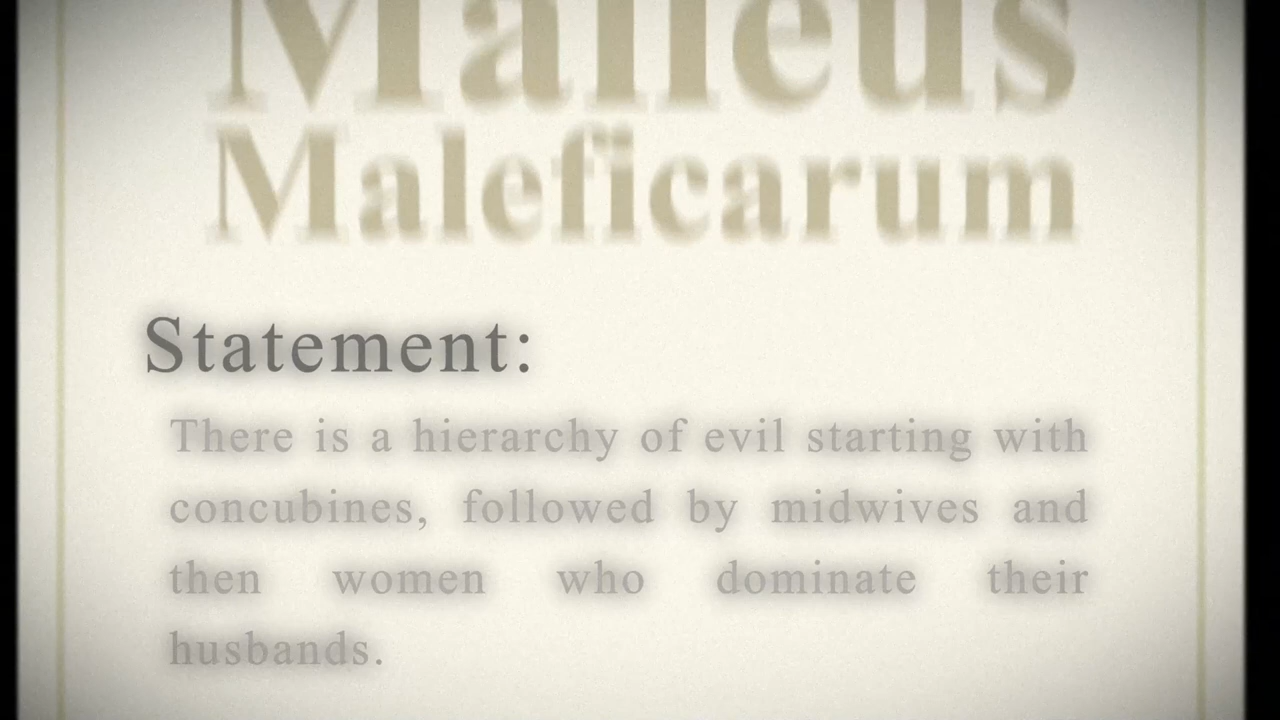 Malleus
Maleficarum
Statement:
There is a hierarchy of evil starting with
concubines, followed by midwives and
then women who dominate their
husbands.